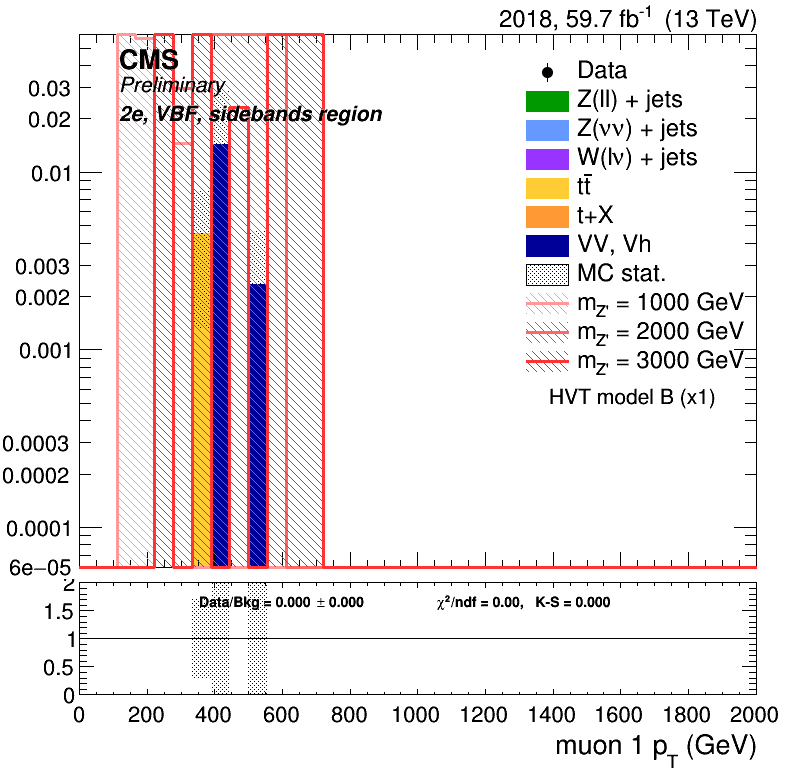 2018, 59.7 fb⁻¹ (13 TeV)
CMS
Preliminary
2e, VBF, sidebands region
Data
Z(ll) + jets
Z(νν) + jets
W(lν) + jets
tt̄
t+X
VV, Vh
MC stat.
m_Z' = 1000 GeV
m_Z' = 2000 GeV
m_Z' = 3000 GeV
HVT model B (x1)
0.03
0.02
0.01
0.003
0.002
0.001
0.0003
0.0002
0.0001
6e−05
Data/Bkg = 0.000 ± 0.000 χ²/ndf = 0.00, K-S = 0.000
2
1.5
1
0.5
0
0 200 400 600 800 1000 1200 1400 1600 1800 2000
muon 1 p_T (GeV)